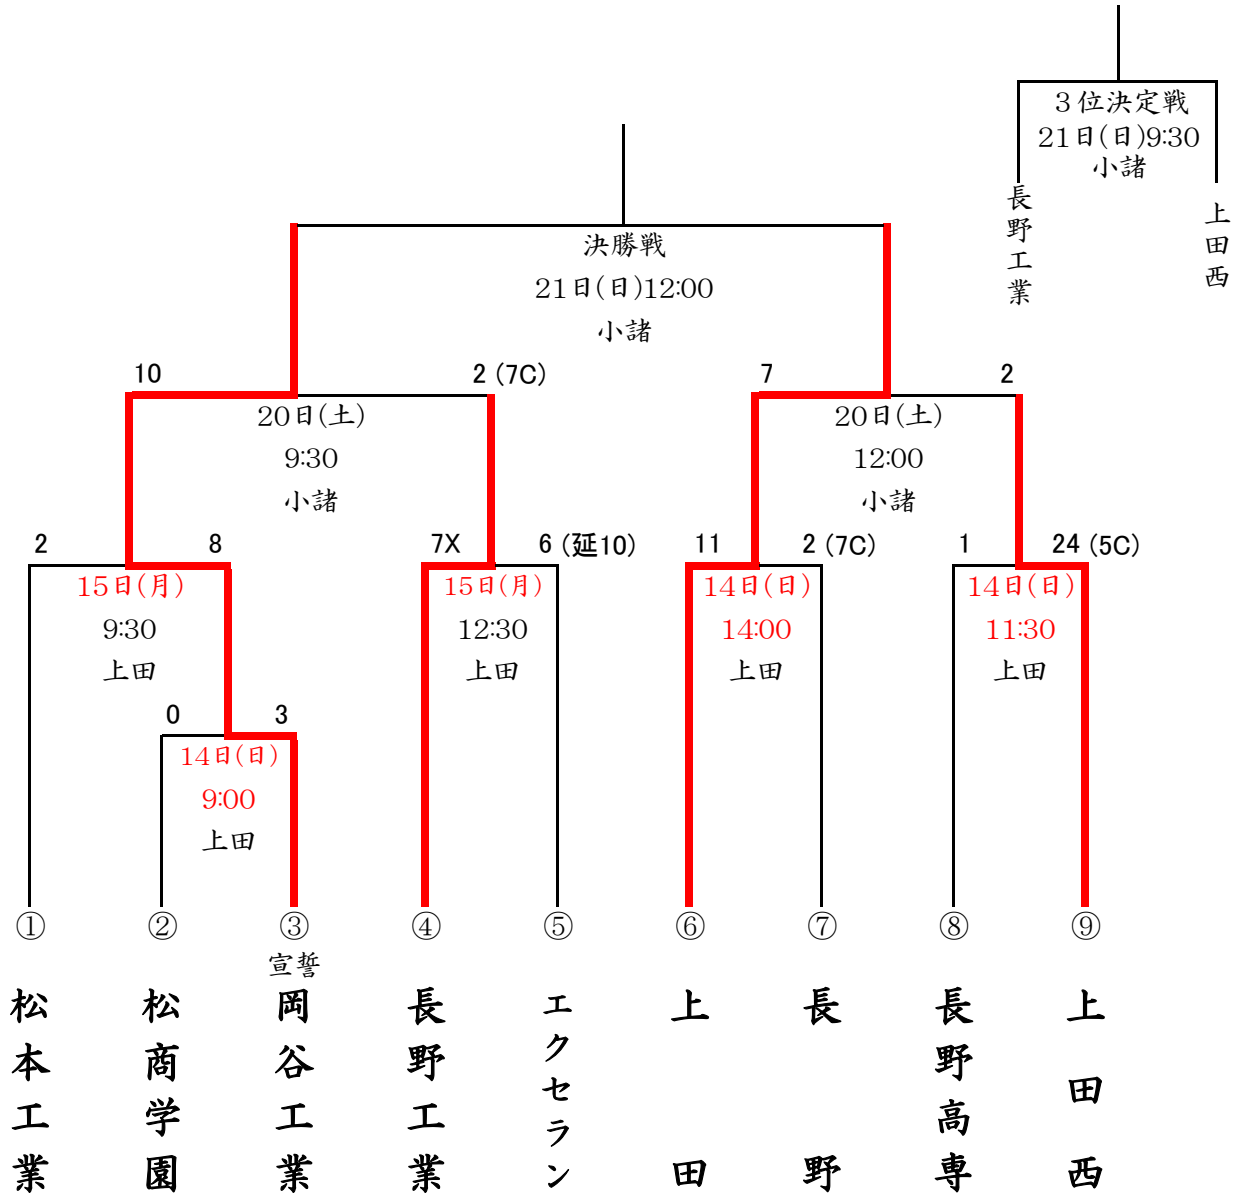 3位決定戦
21日(日)9:30
小諸
長野工業
上田西
決勝戦
21日(日)12:00
小諸
10
2 (7C)
20日(土)
9:30
小諸
7
2
20日(土)
12:00
小諸
2
8
15日(月)
9:30
上田
7X
6 (延10)
15日(月)
12:30
上田
11
2 (7C)
14日(日)
14:00
上田
1
24 (5C)
14日(日)
11:30
上田
0
3
14日(日)
9:00
上田
①
②
③
④
⑤
⑥
⑦
⑧
⑨
宣誓
松本工業
松商学園
岡谷工業
長野工業
エクセラン
上田
長野
長野高専
上田西